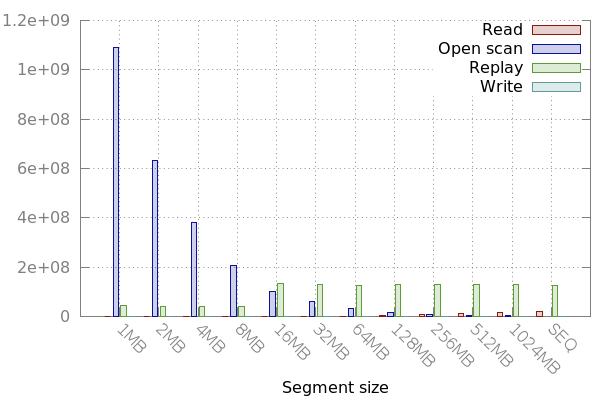 1.2e+09
1e+09
8e+08
6e+08
4e+08
2e+08
0
Read
Open scan
Replay
Write
1MB
2MB
4MB
8MB
16MB
32MB
64MB
128MB
256MB
512MB
1024MB
SEQ
Segment size